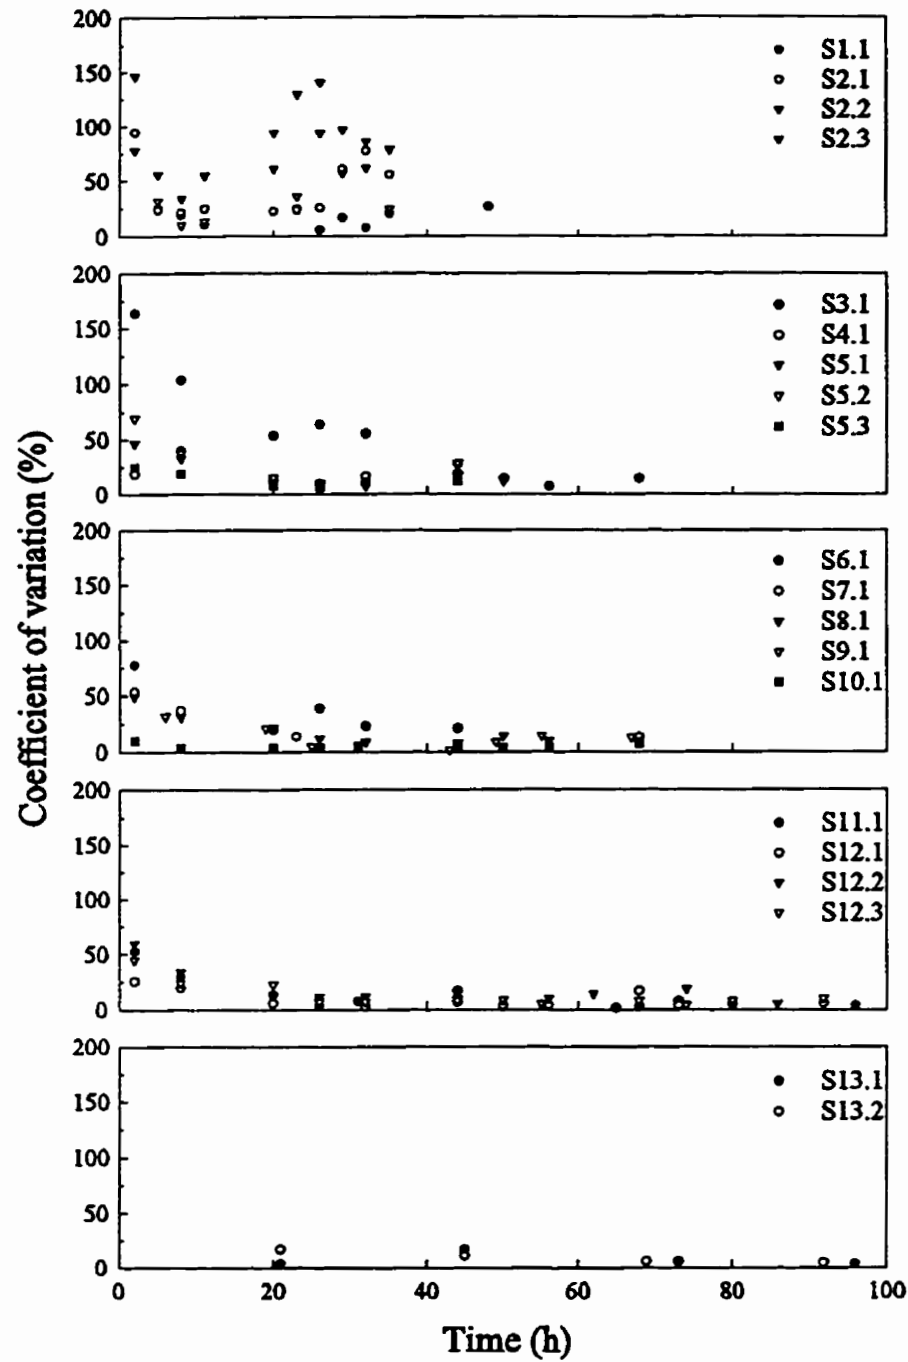 200
150
100
50
0
S1.1
S2.1
S2.2
S2.3
200
150
100
50
0
S3.1
S4.1
S5.1
S5.2
S5.3
Coefficient of variation (%)
200
150
100
50
0
S6.1
S7.1
S8.1
S9.1
S10.1
200
150
100
50
0
S11.1
S12.1
S12.2
S12.3
200
150
100
50
0
S13.1
S13.2
0 20 40 60 80 100
Time (h)